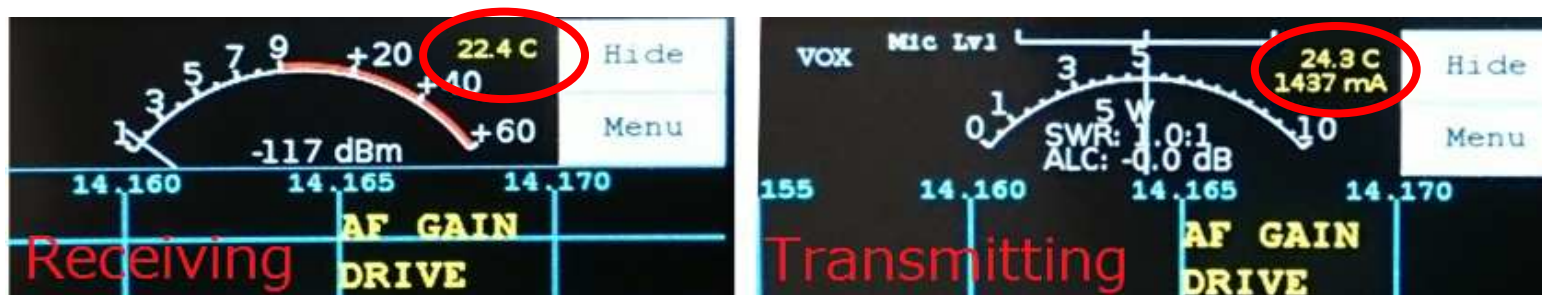 1 3 5 7 9 +20 +40 +60
22.4 C
-117 dBm
Hide
Menu
14.160 14.165 14.170
AF GAIN
DRIVE
Receiving
VOX
Mic Lvl
0 1 3 5 10
24.3 C
1437 mA
5 W
SWR: 1.0:1
ALC: -0.0 dB
Hide
Menu
155 14.160 14.165 14.170
AF GAIN
DRIVE
Transmitting